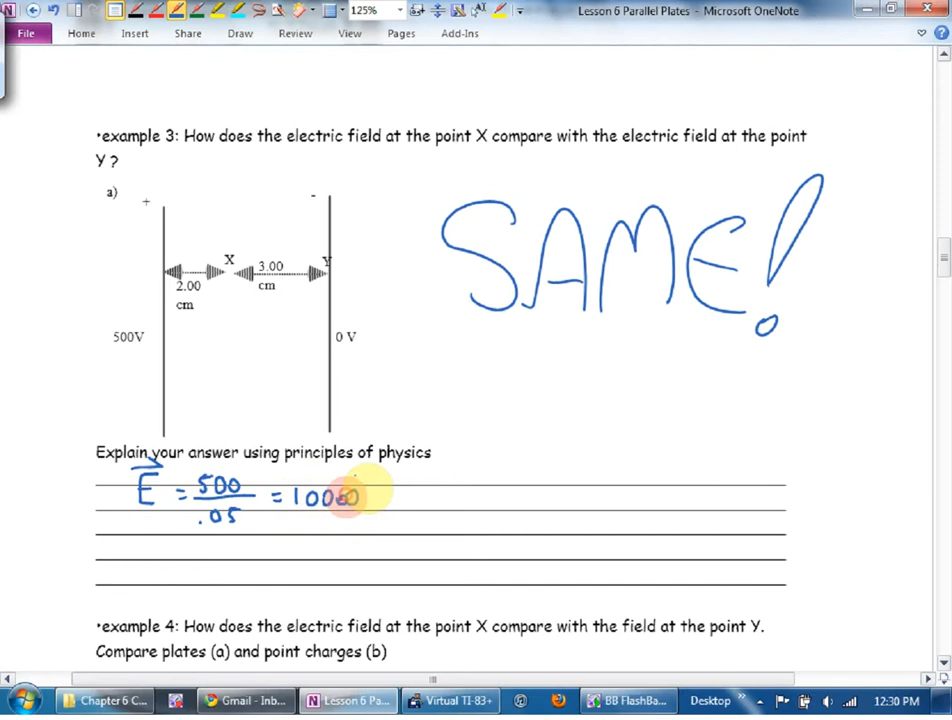 125%
Lesson 6 Parallel Plates - Microsoft OneNote
File Home Insert Share Draw Review View Pages Add-Ins
•example 3: How does the electric field at the point X compare with the electric field at the point
Y?
a)
+ -
SAME!
X Y
2.00
cm
3.00
cm
500V 0 V
Explain your answer using principles of physics
E = 500/.05 = 10000
•example 4: How does the electric field at the point X compare with the field at the point Y.
Compare plates (a) and point charges (b)
Chapter 6 C... Gmail - Inb... Lesson 6 Pa... Virtual TI-83+ BB FlashBa... Desktop » 12:30 PM